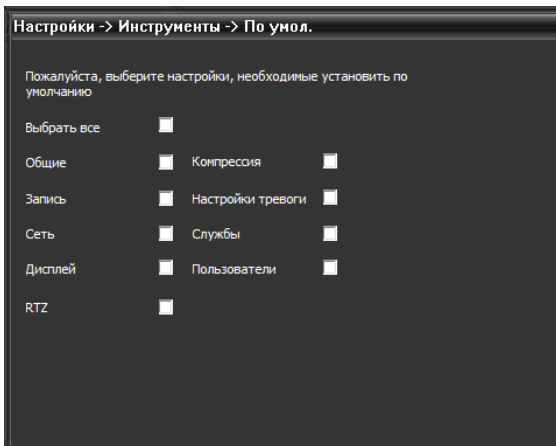 Настройки -> Инструменты -> По умол.
Пожалуйста, выберите настройки, необходимые установить по
умолчанию
Выбрать все
Общие Компрессия
Запись Настройки тревоги
Сеть Службы
Дисплей Пользователи
RTZ